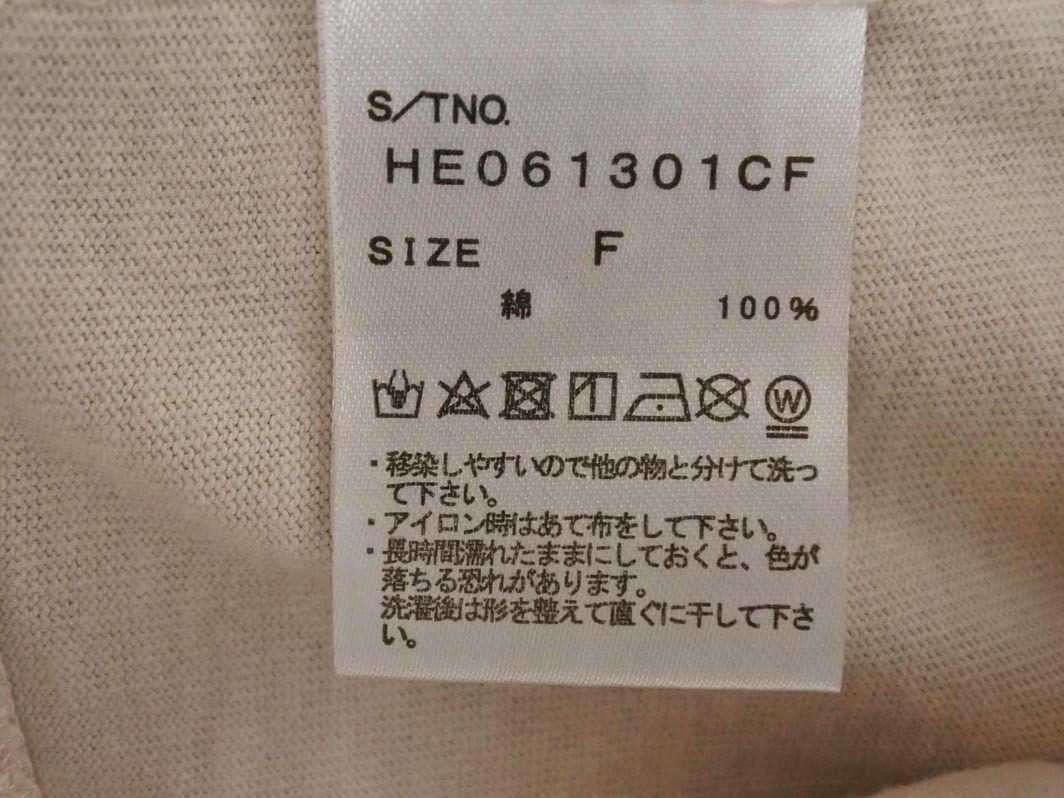 S/TNO.
HE061301CF
SIZE F
綿 100%
W
・移染しやすいので他の物と分けて洗っ
て下さい。
・アイロン時はあて布をして下さい。
・長時間濡れたままにしておくと、色が
落ちる恐れがあります。
洗濯後は形を整えて直ぐに干して下さ
い。